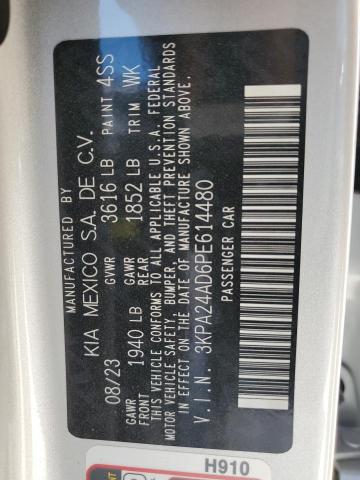 MANUFACTURED BY
KIA MEXICO S.A. DE C.V.
08/23 GVWR 3616 LB PAINT 4SS
GAWR FRONT 1940 LB GAWR REAR 1852 LB TRIM WK
THIS VEHICLE CONFORMS TO ALL APPLICABLE U.S.A. FEDERAL
MOTOR VEHICLE SAFETY, BUMPER, AND THEFT PREVENTION STANDARDS
IN EFFECT ON THE DATE OF MANUFACTURE SHOWN ABOVE.
V.I.N. 3KPA24AD6PE614480
PASSENGER CAR
H910